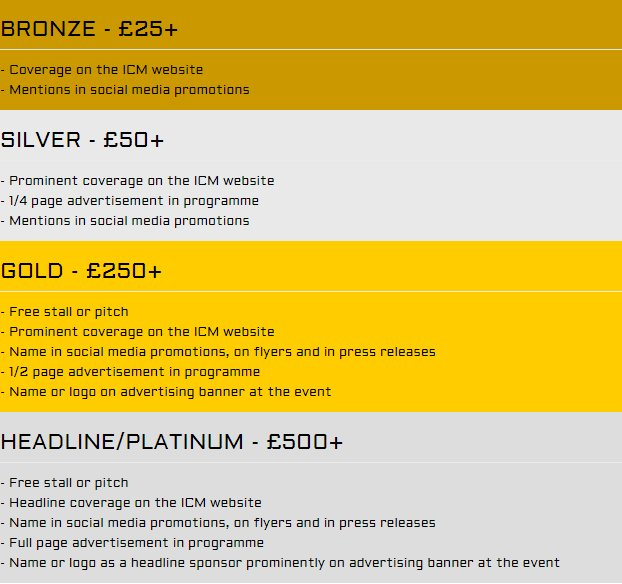 BRONZE - £25+
- Coverage on the ICM website
- Mentions in social media promotions
SILVER - £50+
- Prominent coverage on the ICM website
- 1/4 page advertisement in programme
- Mentions in social media promotions
GOLD - £250+
- Free stall or pitch
- Prominent coverage on the ICM website
- Name in social media promotions, on flyers and in press releases
- 1/2 page advertisement in programme
- Name or logo on advertising banner at the event
HEADLINE/PLATINUM - £500+
- Free stall or pitch
- Headline coverage on the ICM website
- Name in social media promotions, on flyers and in press releases
- Full page advertisement in programme
- Name or logo as a headline sponsor prominently on advertising banner at the event